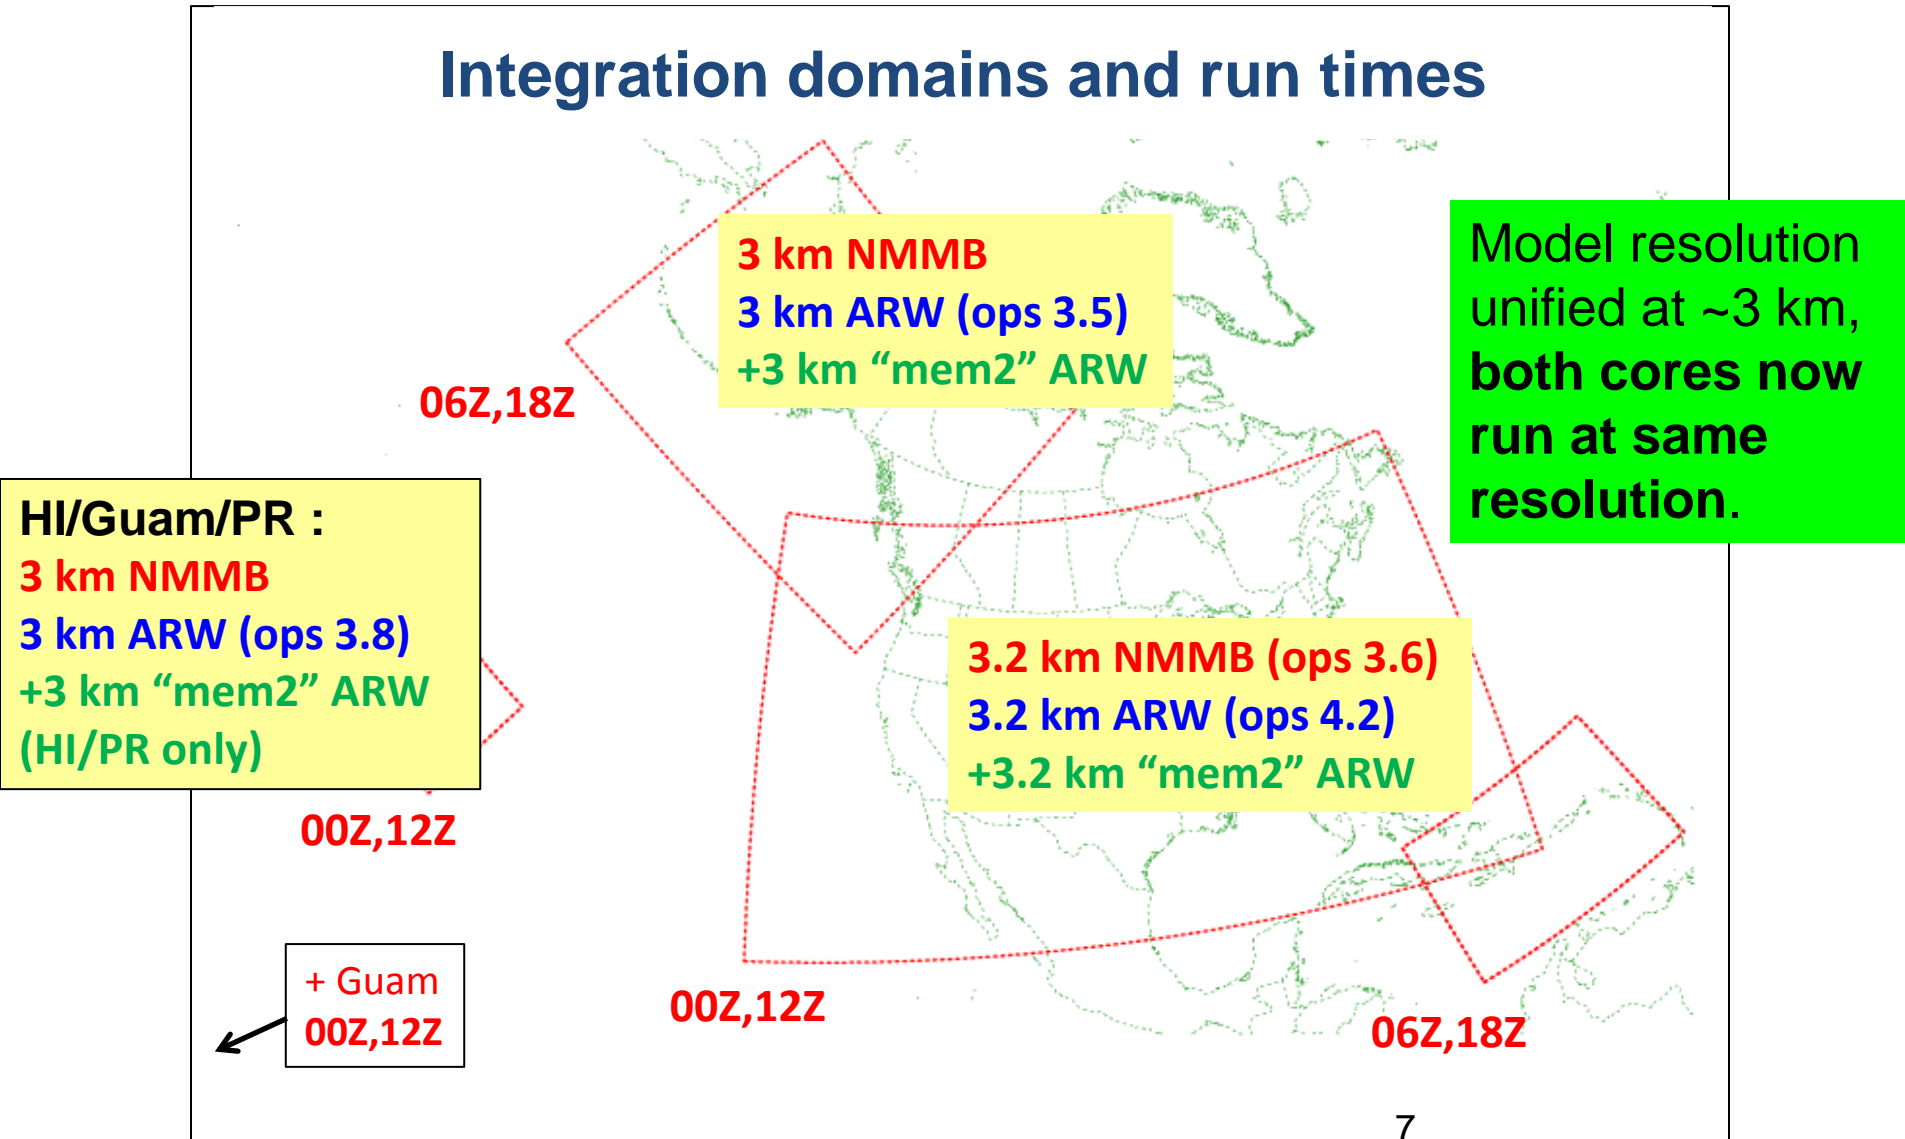 Integration domains and run times
3 km NMMB
3 km ARW (ops 3.5)
+3 km “mem2” ARW
Model resolution
unified at ~3 km,
both cores now
run at same
resolution.
06Z,18Z
HI/Guam/PR :
3 km NMMB
3 km ARW (ops 3.8)
+3 km “mem2” ARW
(HI/PR only)
00Z,12Z
3.2 km NMMB (ops 3.6)
3.2 km ARW (ops 4.2)
+3.2 km “mem2” ARW
+ Guam
00Z,12Z
00Z,12Z
06Z,18Z
7